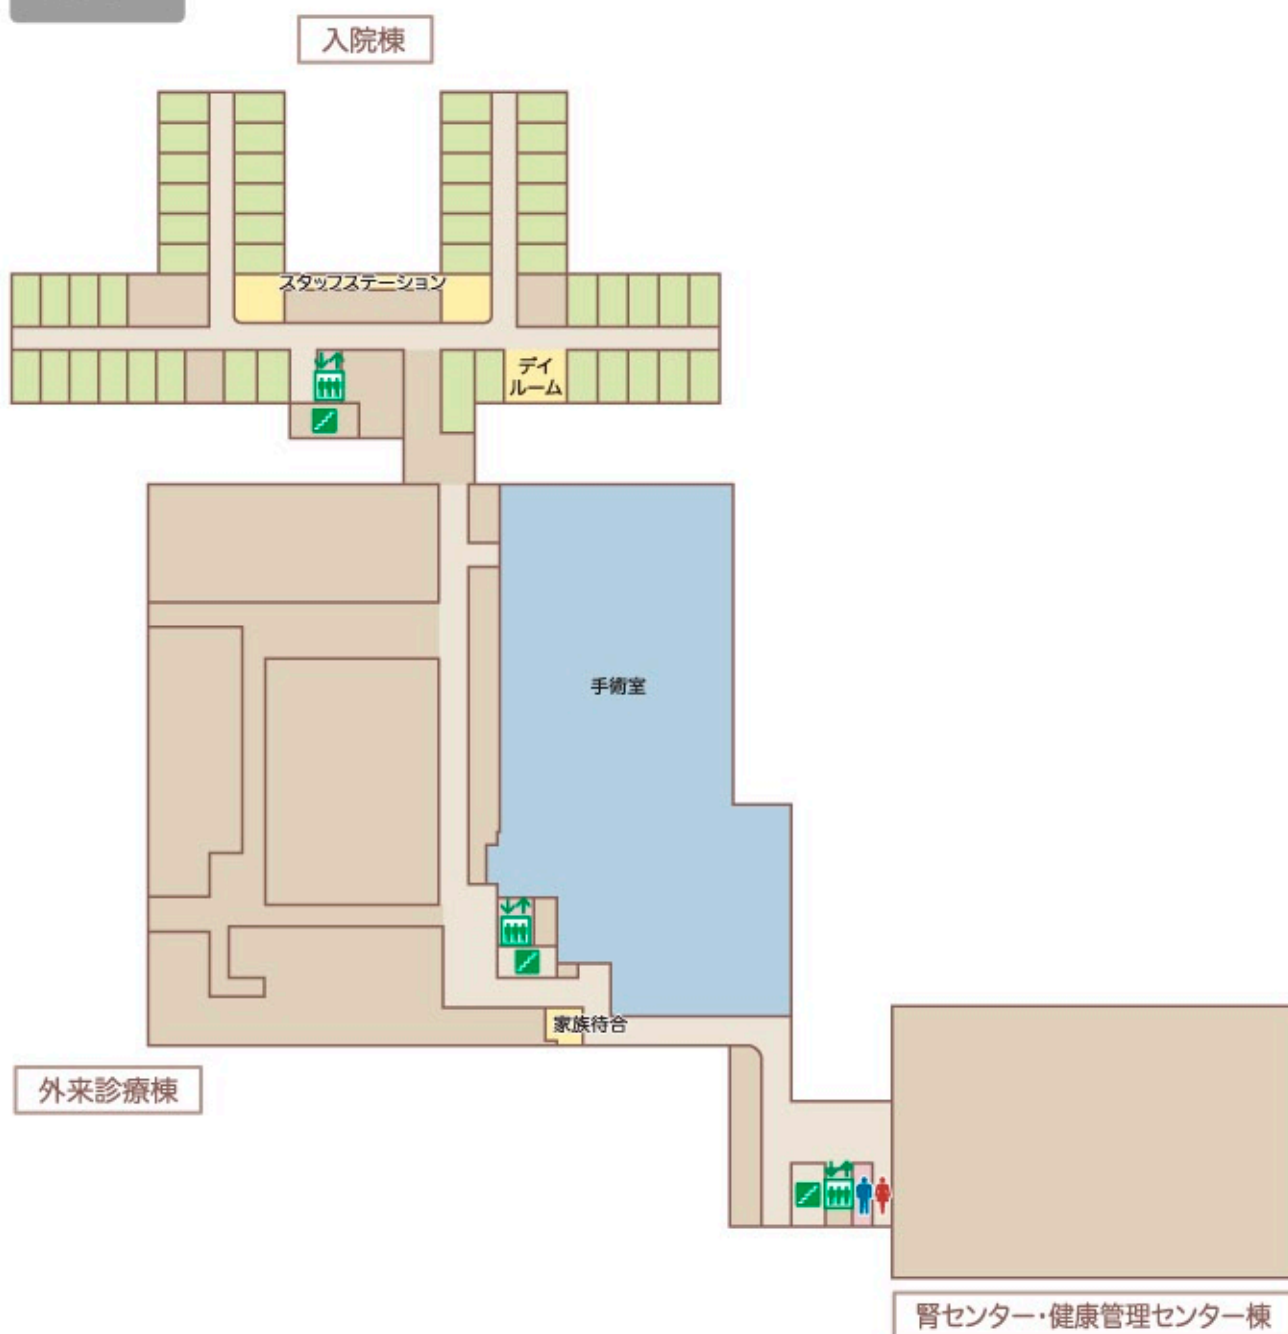 入院棟
スタッフステーション
デイ
ルーム
手術室
家族待合
外来診療棟
腎センター・健康管理センター棟